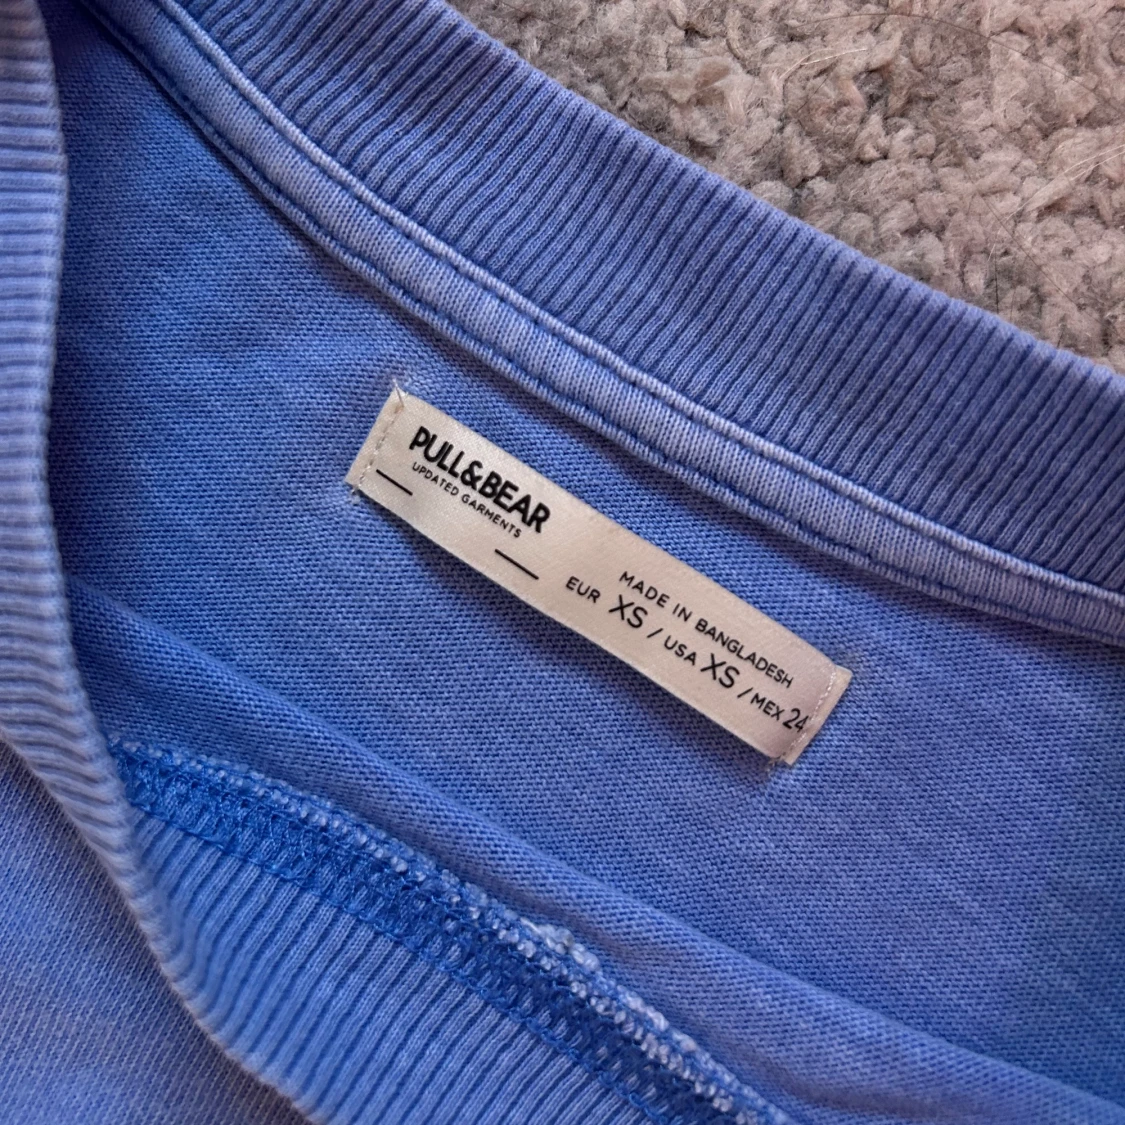 PULL&BEAR
UPDATED GARMENTS
MADE IN BANGLADESH
EUR XS / USA XS / MEX 24